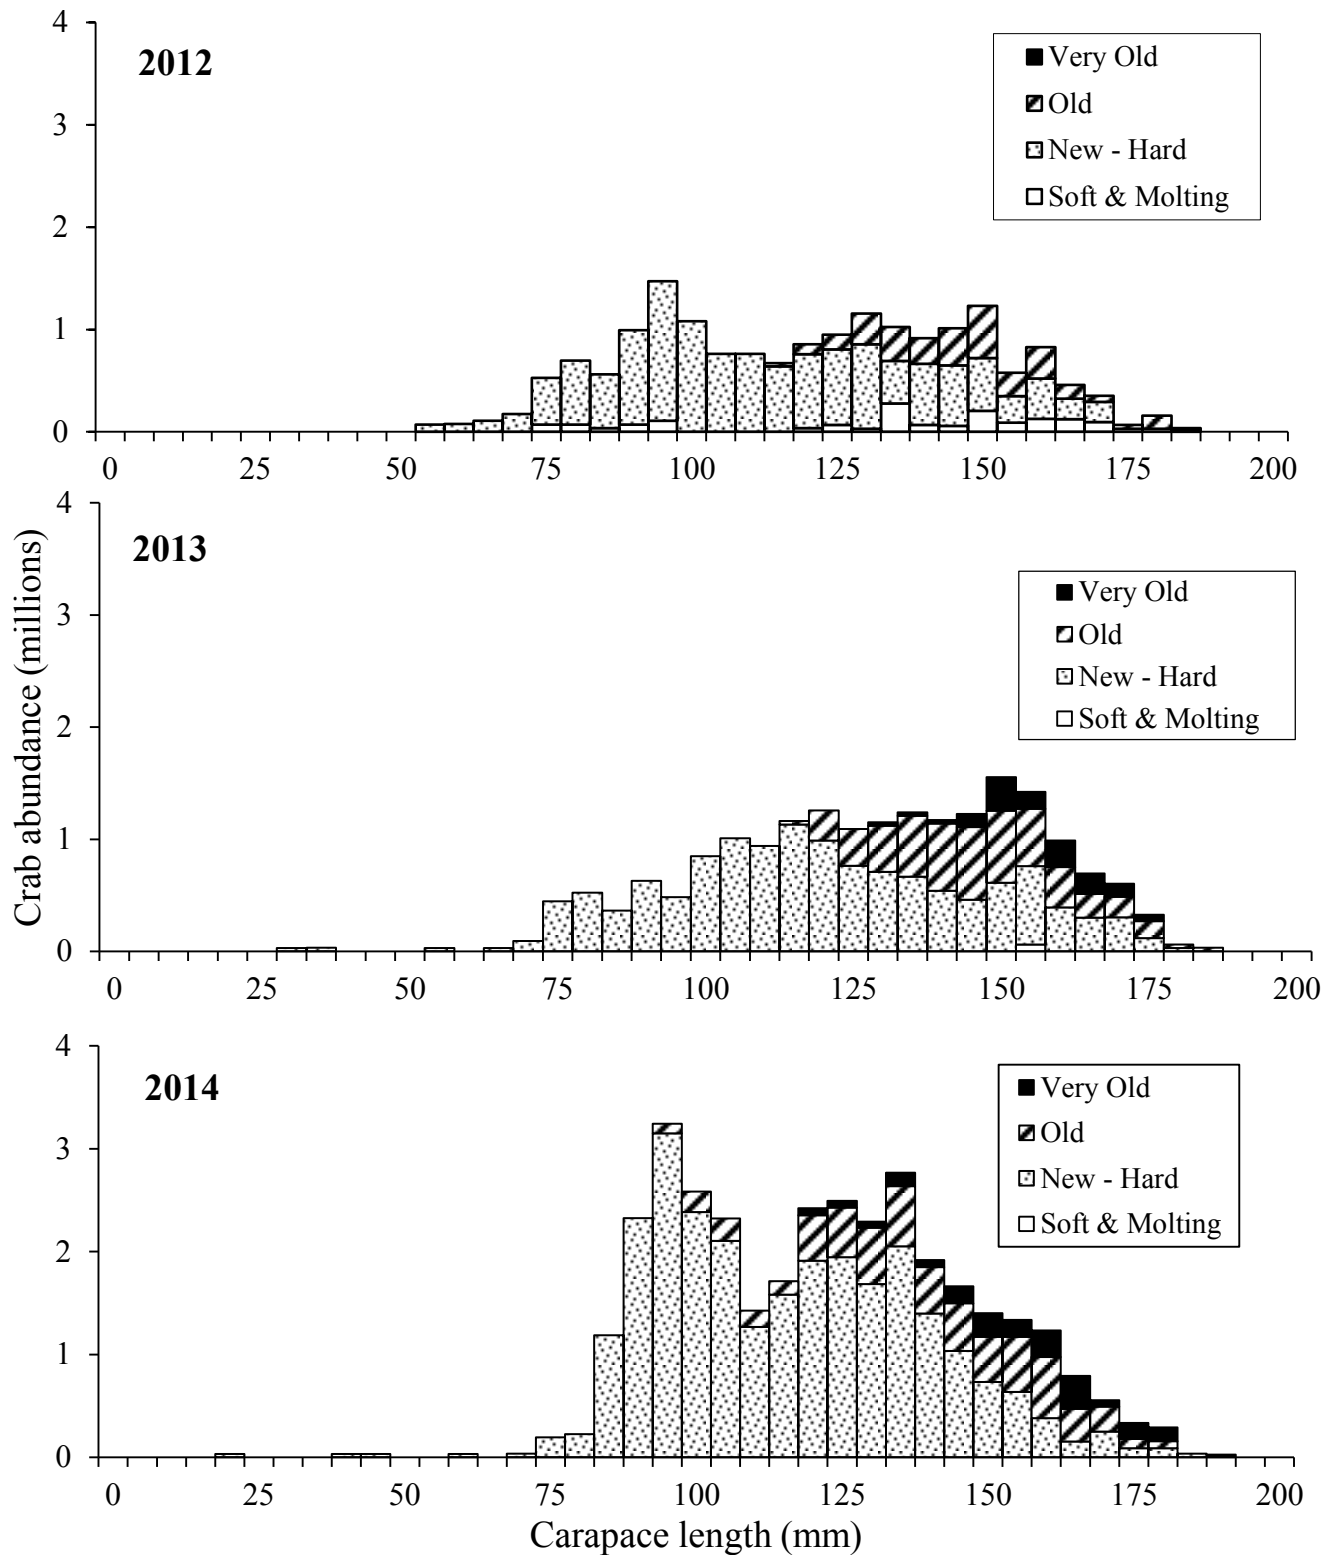 4
3
2
1
0
2012
Very Old
Old
New - Hard
Soft & Molting
0 25 50 75 100 125 150 175 200
Crab abundance (millions)
4
3
2
1
0
2013
Very Old
Old
New - Hard
Soft & Molting
0 25 50 75 100 125 150 175 200
4
3
2
1
0
2014
Very Old
Old
New - Hard
Soft & Molting
0 25 50 75 100 125 150 175 200
Carapace length (mm)